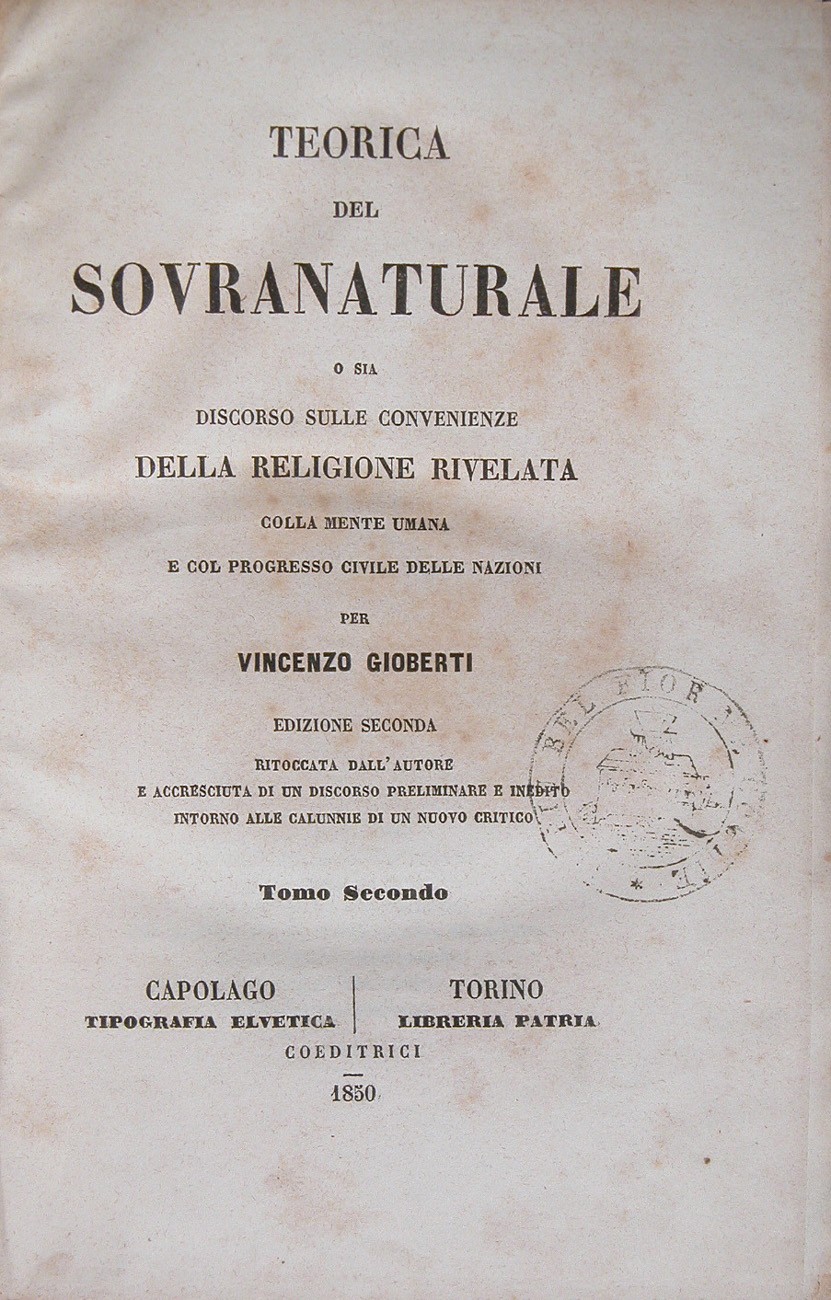 TEORICA
DEL
SOVRANATURALE
O SIA
DISCORSO SULLE CONVENIENZE
DELLA RELIGIONE RIVELATA
COLLA MENTE UMANA
E COL PROGRESSO CIVILE DELLE NAZIONI
PER
VINCENZO GIOBERTI
EDIZIONE SECONDA
RITOCCATA DALL'AUTORE
E ACCRESCIUTA DI UN DISCORSO PRELIMINARE E INEDITO
INTORNO ALLE CALUNNIE DI UN NUOVO CRITICO
BEL FIOR
Tomo Secondo
CAPOLAGO
TIPOGRAFIA ELVETICA
TORINO
LIBRERIA PATRIA
COEDITRICI
1850